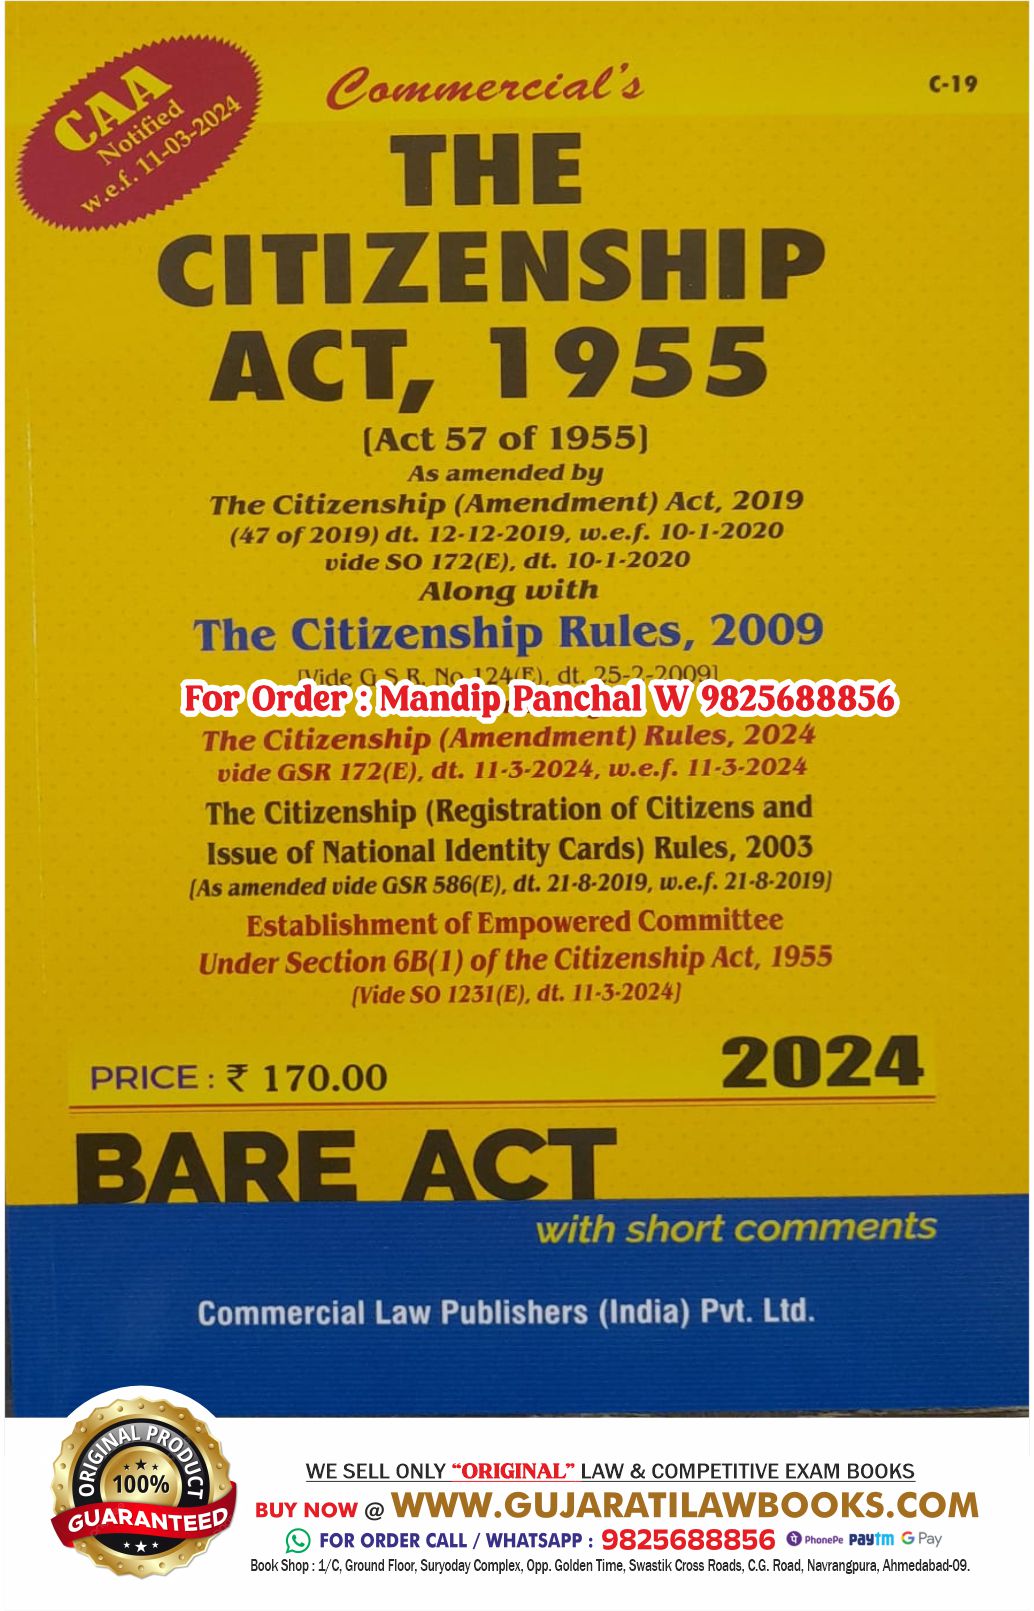 CAA
Notified
w.e.f. 11-03-2024
Commercial's
C-19
THE
CITIZENSHIP
ACT, 1955
[Act 57 of 1955]
As amended by
The Citizenship (Amendment) Act, 2019
(47 of 2019) dt. 12-12-2019, w.e.f. 10-1-2020
vide SO 172(E), dt. 10-1-2020
Along with
The Citizenship Rules, 2009
[Vide G.S.R. No.124(E), dt. 25-2-2009]
For Order : Mandip Panchal W 9825688856
The Citizenship (Amendment) Rules, 2024
vide GSR 172(E), dt. 11-3-2024, w.e.f. 11-3-2024
The Citizenship (Registration of Citizens and
Issue of National Identity Cards) Rules, 2003
[As amended vide GSR 586(E), dt. 21-8-2019, w.e.f. 21-8-2019]
Establishment of Empowered Committee
Under Section 6B(1) of the Citizenship Act, 1955
[Vide SO 1231(E), dt. 11-3-2024]
PRICE : ₹ 170.00
2024
BARE ACT
with short comments
Commercial Law Publishers (India) Pvt. Ltd.
ORIGINAL PRODUCT
100%
GUARANTEED
WE SELL ONLY "ORIGINAL" LAW & COMPETITIVE EXAM BOOKS
BUY NOW @ WWW.GUJARATILAWBOOKS.COM
FOR ORDER CALL / WHATSAPP : 9825688856 PhonePe Paytm G Pay
Book Shop : 1/C, Ground Floor, Suryoday Complex, Opp. Golden Time, Swastik Cross Roads, C.G. Road, Navrangpura, Ahmedabad-09.